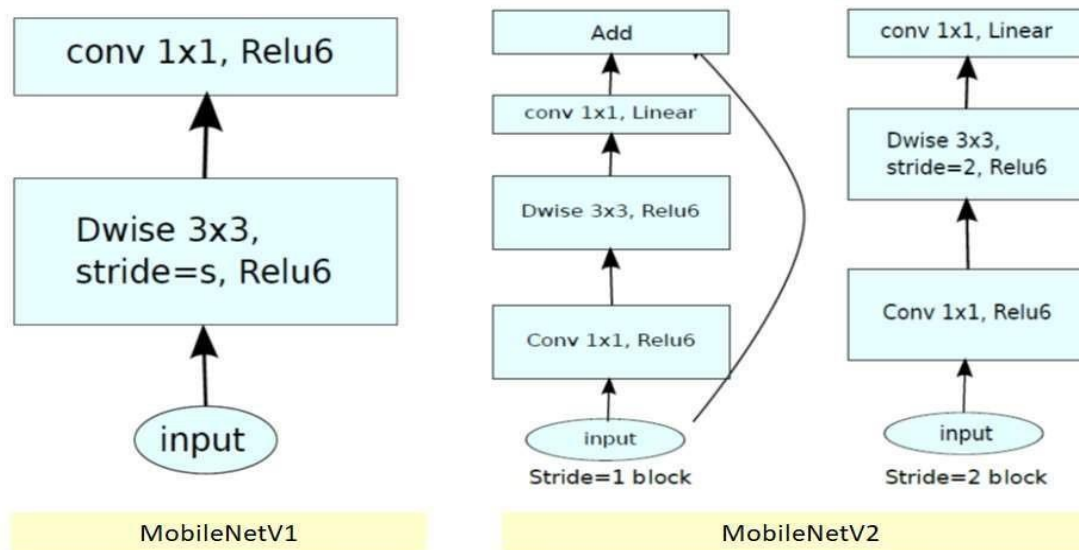 conv 1x1, Relu6
Dwise 3x3,
stride=s, Relu6
input
MobileNetV1
Add
conv 1x1, Linear
Dwise 3x3, Relu6
Conv 1x1, Relu6
input
Stride=1 block
conv 1x1, Linear
Dwise 3x3,
stride=2, Relu6
Conv 1x1, Relu6
input
Stride=2 block
MobileNetV2